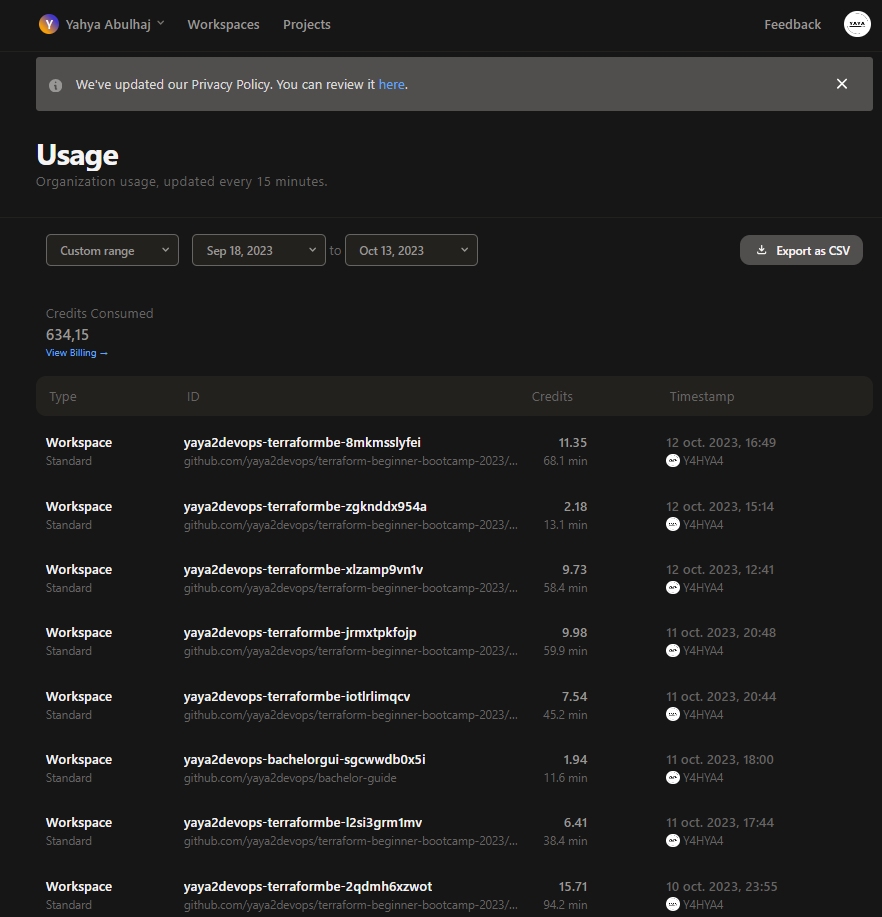 Y Yahya Abulhaj Workspaces Projects Feedback YAYA
We've updated our Privacy Policy. You can review it here.
Usage
Organization usage, updated every 15 minutes.
Custom range Sep 18, 2023 to Oct 13, 2023 Export as CSV
Credits Consumed
634,15
View Billing →
Type ID Credits Timestamp
Workspace yaya2devops-terraformbe-8mkmsslyfei 11.35 12 oct. 2023, 16:49
Standard github.com/yaya2devops/terraform-beginner-bootcamp-2023/... 68.1 min Y4HYA4
Workspace yaya2devops-terraformbe-zgknddx954a 2.18 12 oct. 2023, 15:14
Standard github.com/yaya2devops/terraform-beginner-bootcamp-2023/... 13.1 min Y4HYA4
Workspace yaya2devops-terraformbe-xlzamp9vn1v 9.73 12 oct. 2023, 12:41
Standard github.com/yaya2devops/terraform-beginner-bootcamp-2023/... 58.4 min Y4HYA4
Workspace yaya2devops-terraformbe-jrmxtpkfojp 9.98 11 oct. 2023, 20:48
Standard github.com/yaya2devops/terraform-beginner-bootcamp-2023/... 59.9 min Y4HYA4
Workspace yaya2devops-terraformbe-iotlrlimqcv 7.54 11 oct. 2023, 20:44
Standard github.com/yaya2devops/terraform-beginner-bootcamp-2023/... 45.2 min Y4HYA4
Workspace yaya2devops-bachelorgui-sgcwwdb0x5i 1.94 11 oct. 2023, 18:00
Standard github.com/yaya2devops/bachelor-guide 11.6 min Y4HYA4
Workspace yaya2devops-terraformbe-l2si3grm1mv 6.41 11 oct. 2023, 17:44
Standard github.com/yaya2devops/terraform-beginner-bootcamp-2023/... 38.4 min Y4HYA4
Workspace yaya2devops-terraformbe-2qdmh6xzwot 15.71 10 oct. 2023, 23:55
Standard github.com/yaya2devops/terraform-beginner-bootcamp-2023/... 94.2 min Y4HYA4